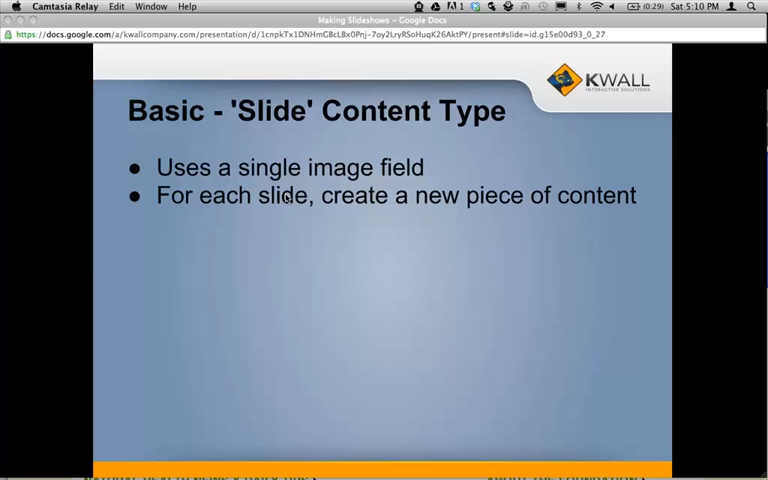 Camtasia Relay Edit Window Help
1 (0:29) Sat 5:10 PM
Making Slideshows – Google Docs
https://docs.google.com/a/kwallcompany.com/presentation/d/1cnpkTx1DNHmGBcLBx0Pnj-7oy2LryRSoHuqK26AktPY/present#slide=id.g15e00d93_0_27
KWALL
INTERACTIVE SOLUTIONS
Basic - 'Slide' Content Type
● Uses a single image field
● For each slide, create a new piece of content